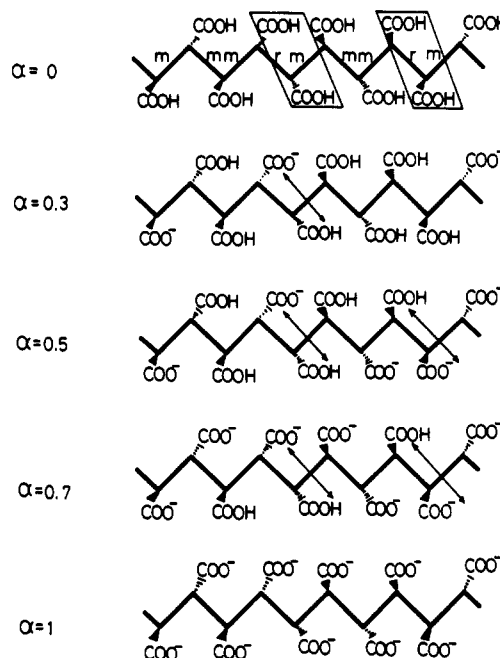 COOH COOH COOH COOH COOH
α = 0 m m m r m m m r m
COOH COOH COOH COOH COOH
COOH COO⁻ COOH COOH COO⁻
α = 0.3
COO⁻ COOH COOH COOH COOH
COOH COO⁻ COOH COOH COO⁻
α = 0.5
COO⁻ COOH COOH COO⁻ COO⁻
COO⁻ COO⁻ COO⁻ COOH COO⁻
α = 0.7
COO⁻ COOH COOH COO⁻ COO⁻
COO⁻ COO⁻ COO⁻ COO⁻ COO⁻
α = 1
COO⁻ COO⁻ COO⁻ COO⁻ COO⁻